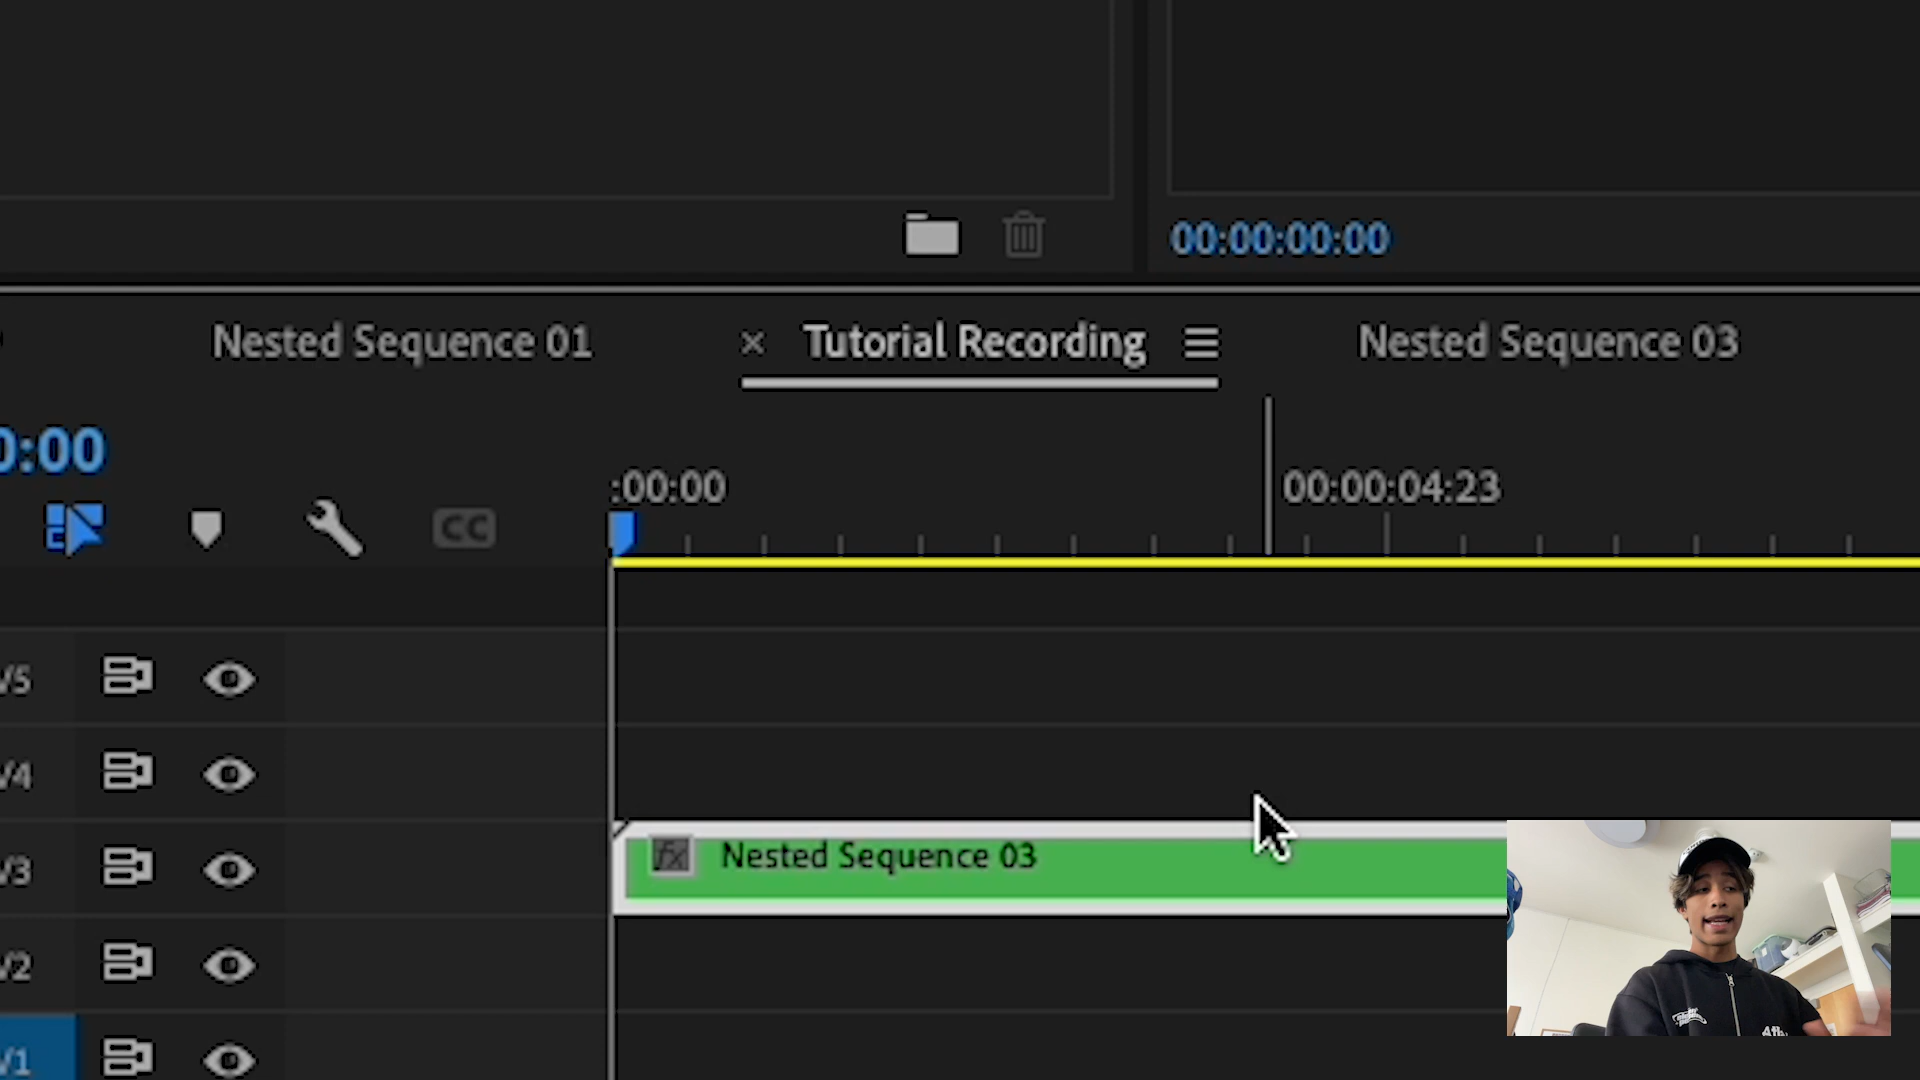 00:00:00:00
Nested Sequence 01
× Tutorial Recording
Nested Sequence 03
0:00
:00:00
00:00:04:23
CC
V5
V4
fx Nested Sequence 03
V3
V2
V1